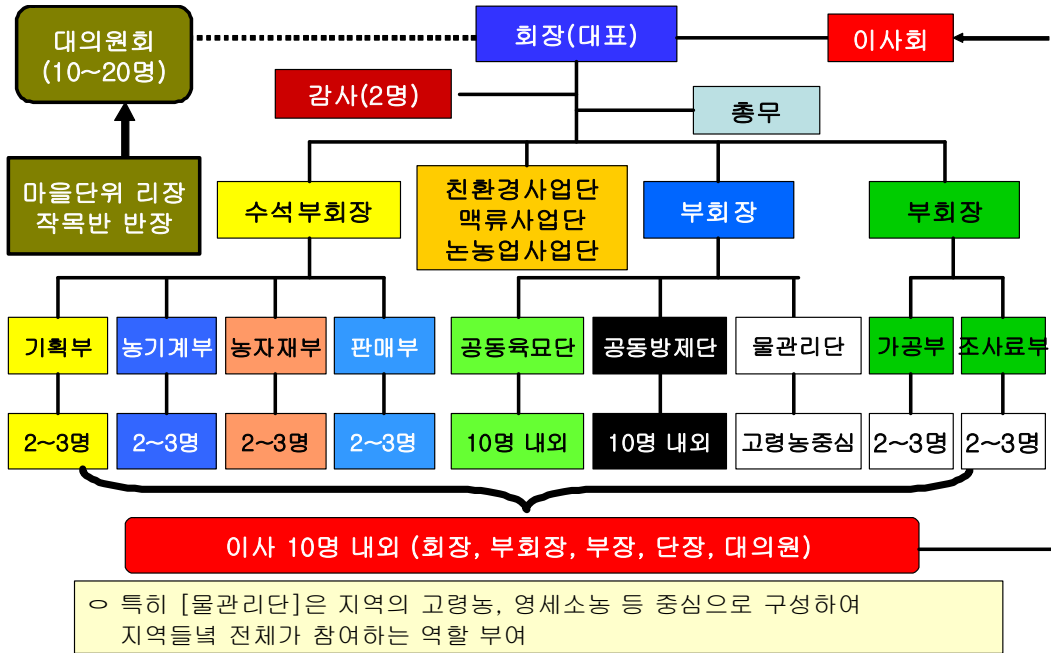 대의원회
(10~20명)
회장(대표)
이사회
감사(2명)
총무
마을단위 리장
작목반 반장
수석부회장
친환경사업단
맥류사업단
논농업사업단
부회장
부회장
기획부
농기계부
농자재부
판매부
공동육묘단
공동방제단
물관리단
가공부
조사료부
2~3명
2~3명
2~3명
2~3명
10명 내외
10명 내외
고령농중심
2~3명
2~3명
이사 10명 내외 (회장, 부회장, 부장, 단장, 대의원)
ㅇ 특히 [물관리단]은 지역의 고령농, 영세소농 등 중심으로 구성하여
지역들녘 전체가 참여하는 역할 부여